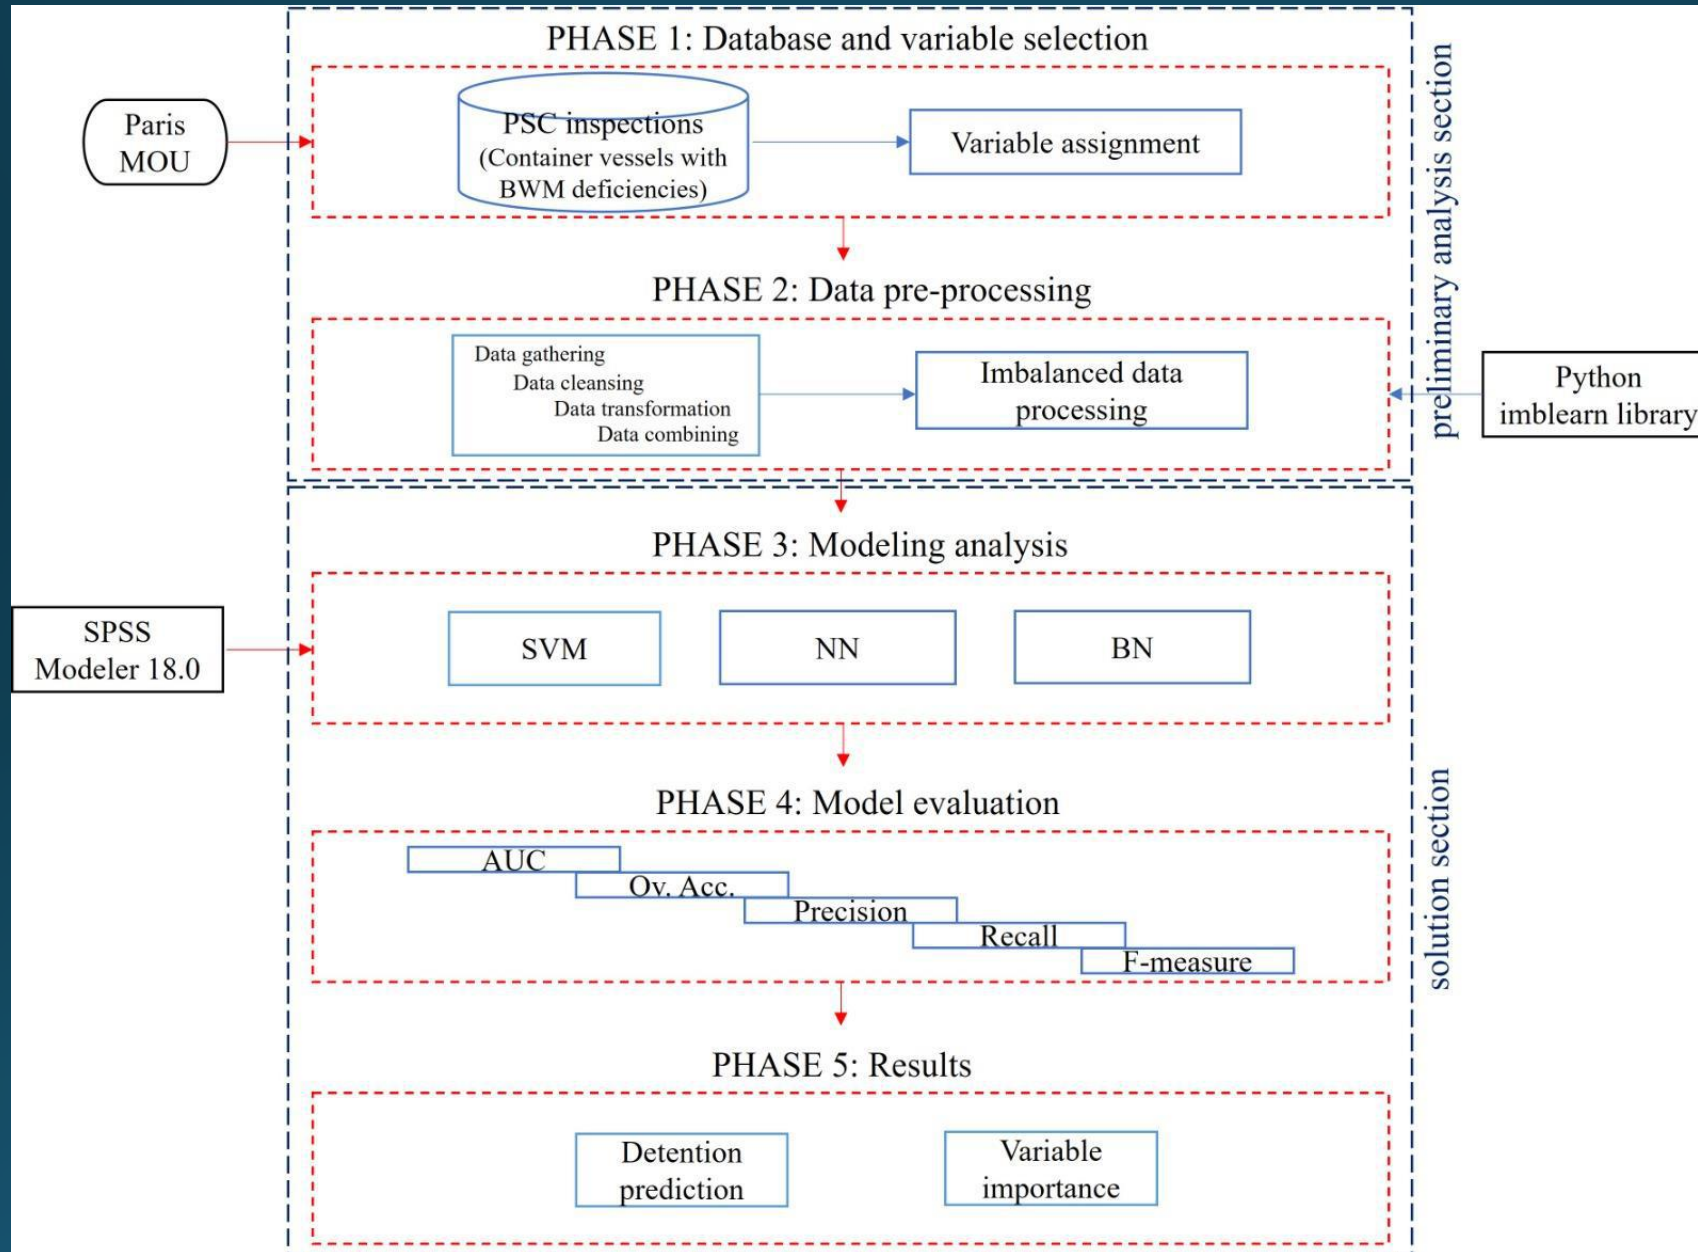 PHASE 1: Database and variable selection
Paris
MOU
PSC inspections
(Container vessels with
BWM deficiencies)
Variable assignment
preliminary analysis section
PHASE 2: Data pre-processing
Data gathering
Data cleansing
Data transformation
Data combining
Imbalanced data
processing
Python
imblearn library
PHASE 3: Modeling analysis
SPSS
Modeler 18.0
SVM
NN
BN
PHASE 4: Model evaluation
AUC
Ov. Acc.
Precision
Recall
F-measure
solution section
PHASE 5: Results
Detention
prediction
Variable
importance